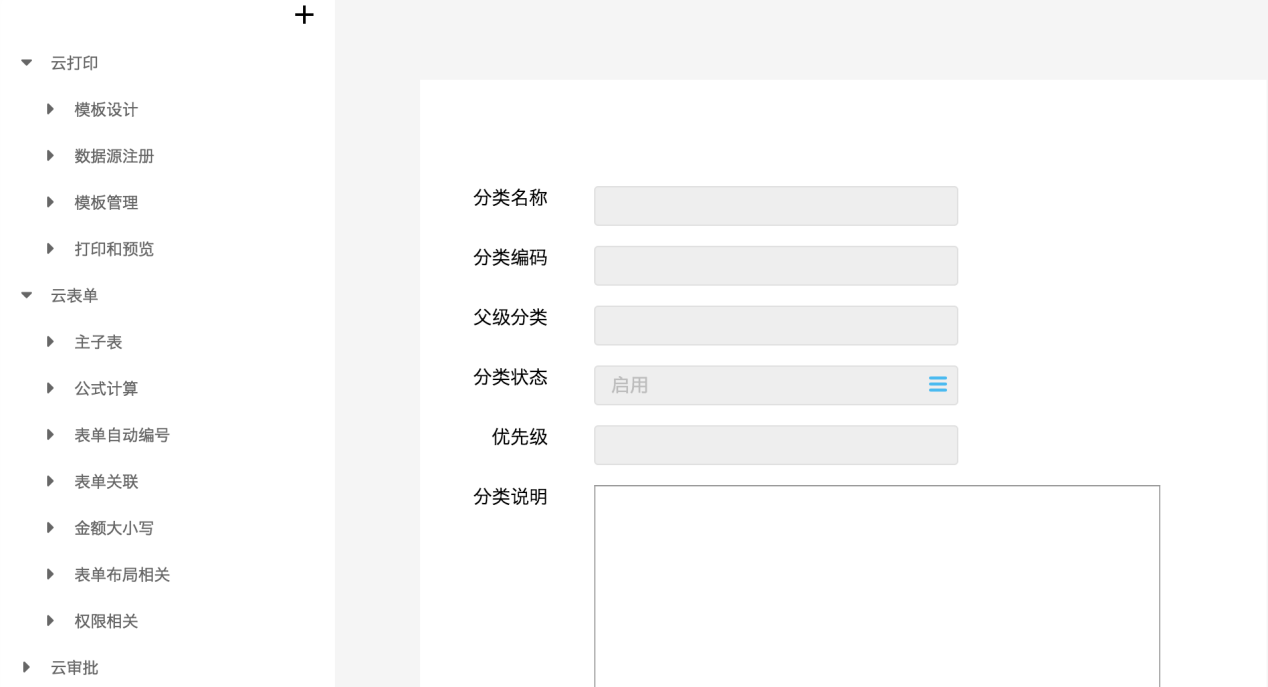 云打印
模板设计
数据源注册
模板管理
打印和预览
云表单
主子表
公式计算
表单自动编号
表单关联
金额大小写
表单布局相关
权限相关
云审批
分类名称
分类编码
父级分类
分类状态
启用
优先级
分类说明